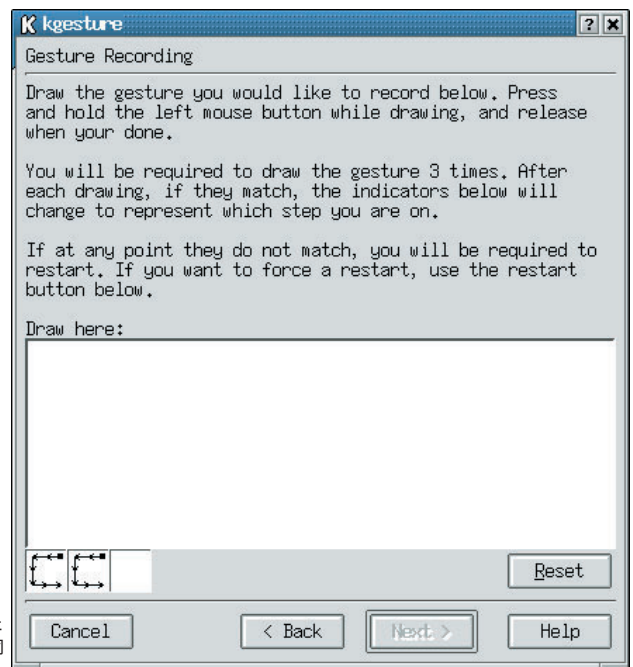 kgesture
Gesture Recording
Draw the gesture you would like to record below. Press
and hold the left mouse button while drawing, and release
when your done.
You will be required to draw the gesture 3 times. After
each drawing, if they match, the indicators below will
change to represent which step you are on.
If at any point they do not match, you will be required to
restart. If you want to force a restart, use the restart
button below.
Draw here:
Reset
Cancel
< Back
Next >
Help